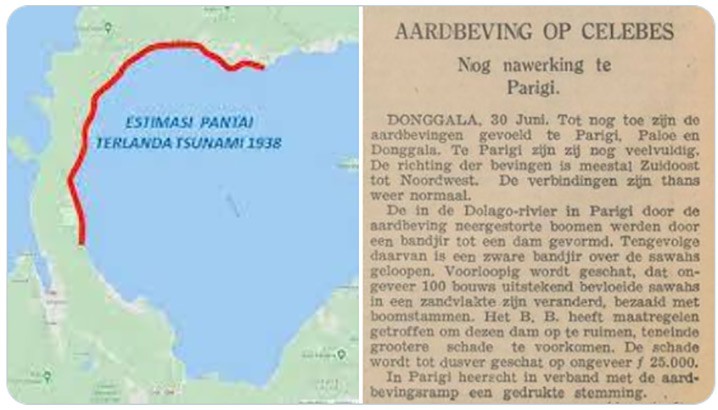 ESTIMASI PANTAI
TERLANDA TSUNAMI 1938
AARDBEVING OP CELEBES
Nog nawerking te
Parigi.
DONGGALA, 30 Juni. Tot nog toe zijn de
aardbevingen gevoeld te Parigi, Paloe en
Donggala. Te Parigi zijn zij nog veelvuldig.
De richting der bevingen is meestal Zuidoost
tot Noordwest. De verbindingen zijn thans
weer normaal.
De in de Dolago-rivier in Parigi door de
aardbeving neergestorte boomen werden door
een bandjir tot een dam gevormd. Tengevolge
daarvan is een zware bandjir over de sawahs
geloopen. Voorloopig wordt geschat, dat on-
geveer 100 bouws uitstekend bevloeide sawahs
in een zandvlakte zijn veranderd, bezaaid met
boomstammen. Het B. B. heeft maatregelen
getroffen om dezen dam op te ruimen, teneinde
grootere schade te voorkomen. De schade
wordt tot dusver geschat op ongeveer ƒ 25.000.
In Parigi heerscht in verband met de aard-
bevingsramp een gedrukte stemming.